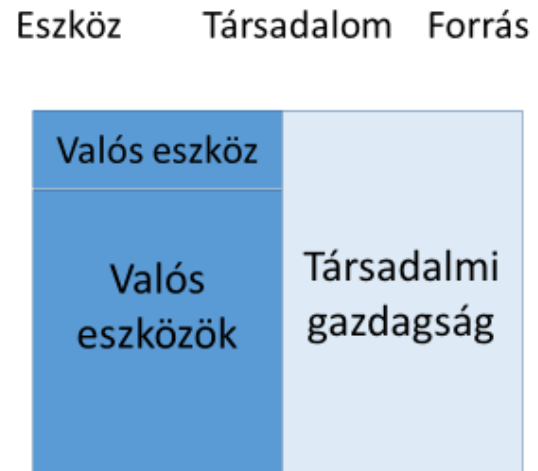 Eszköz Társadalom Forrás
Valós eszköz
Valós
eszközök
Társadalmi
gazdagság